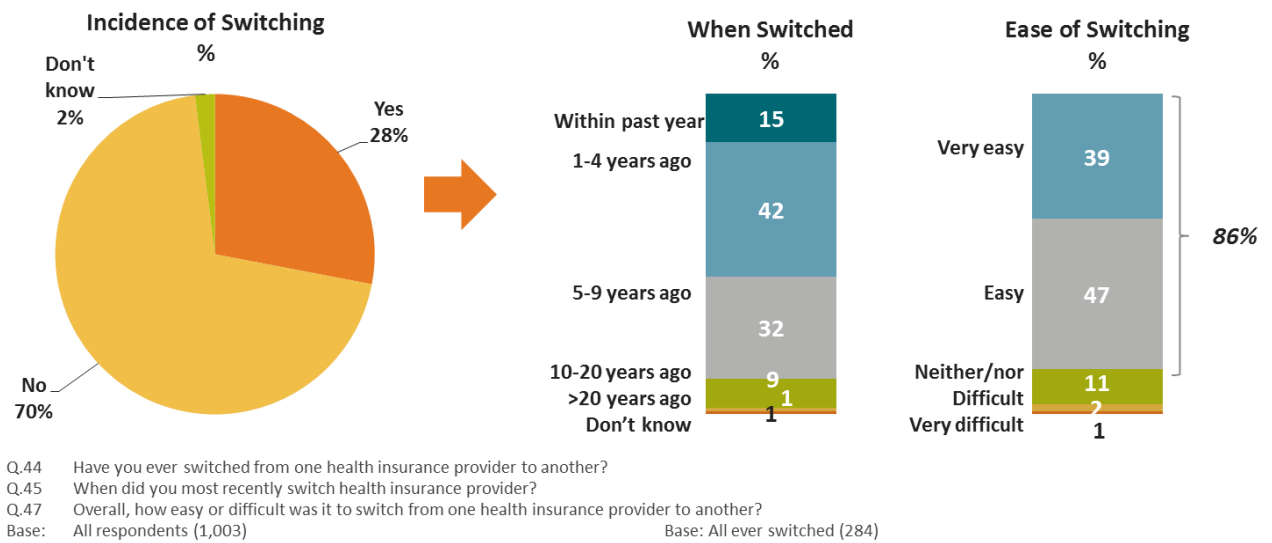 Incidence of Switching
%
Don't
know
2%
Yes
28%
No
70%
When Switched
%
Within past year
15
1-4 years ago
42
5-9 years ago
32
10-20 years ago
9
>20 years ago
1
Don’t know
1
Ease of Switching
%
Very easy
39
Easy
47
Neither/nor
11
Difficult
2
Very difficult
1
86%
Q.44 Have you ever switched from one health insurance provider to another?
Q.45 When did you most recently switch health insurance provider?
Q.47 Overall, how easy or difficult was it to switch from one health insurance provider to another?
Base: All respondents (1,003) Base: All ever switched (284)